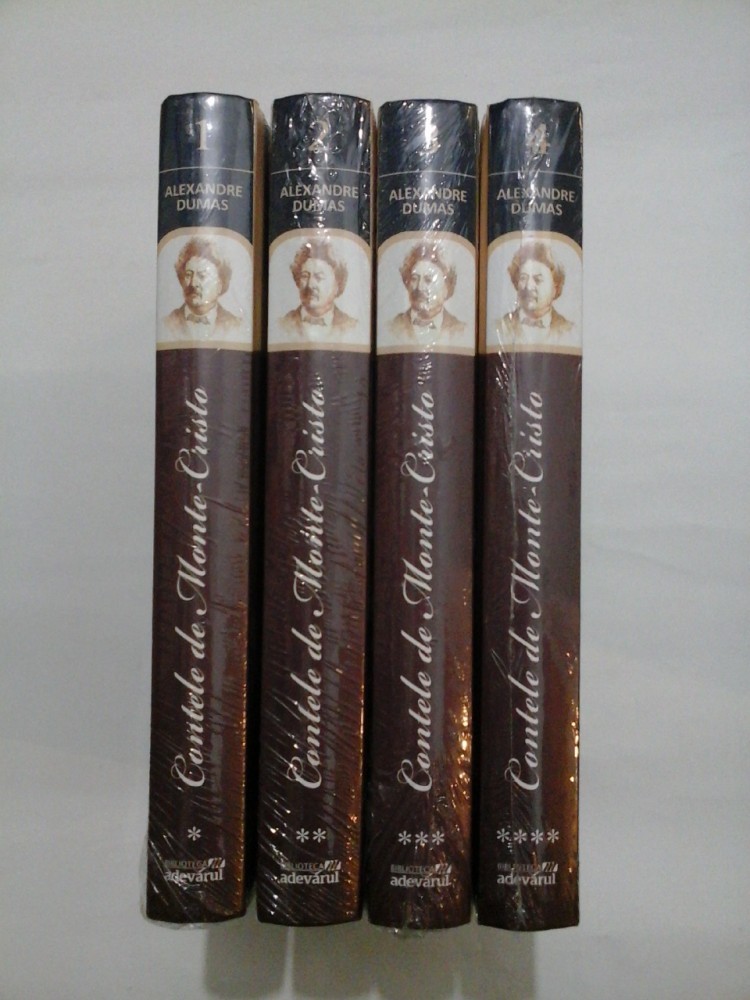 1
ALEXANDRE
DUMAS
Contele de Monte-Cristo
*
BIBLIOTECA
adevărul
2
ALEXANDRE
DUMAS
Contele de Monte-Cristo
**
BIBLIOTECA
adevărul
3
ALEXANDRE
DUMAS
Contele de Monte-Cristo
***
BIBLIOTECA
adevărul
4
ALEXANDRE
DUMAS
Contele de Monte-Cristo
****
BIBLIOTECA
adevărul